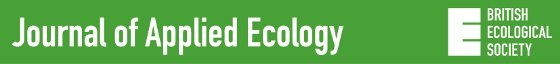 Journal of Applied Ecology
BRITISH
ECOLOGICAL
SOCIETY